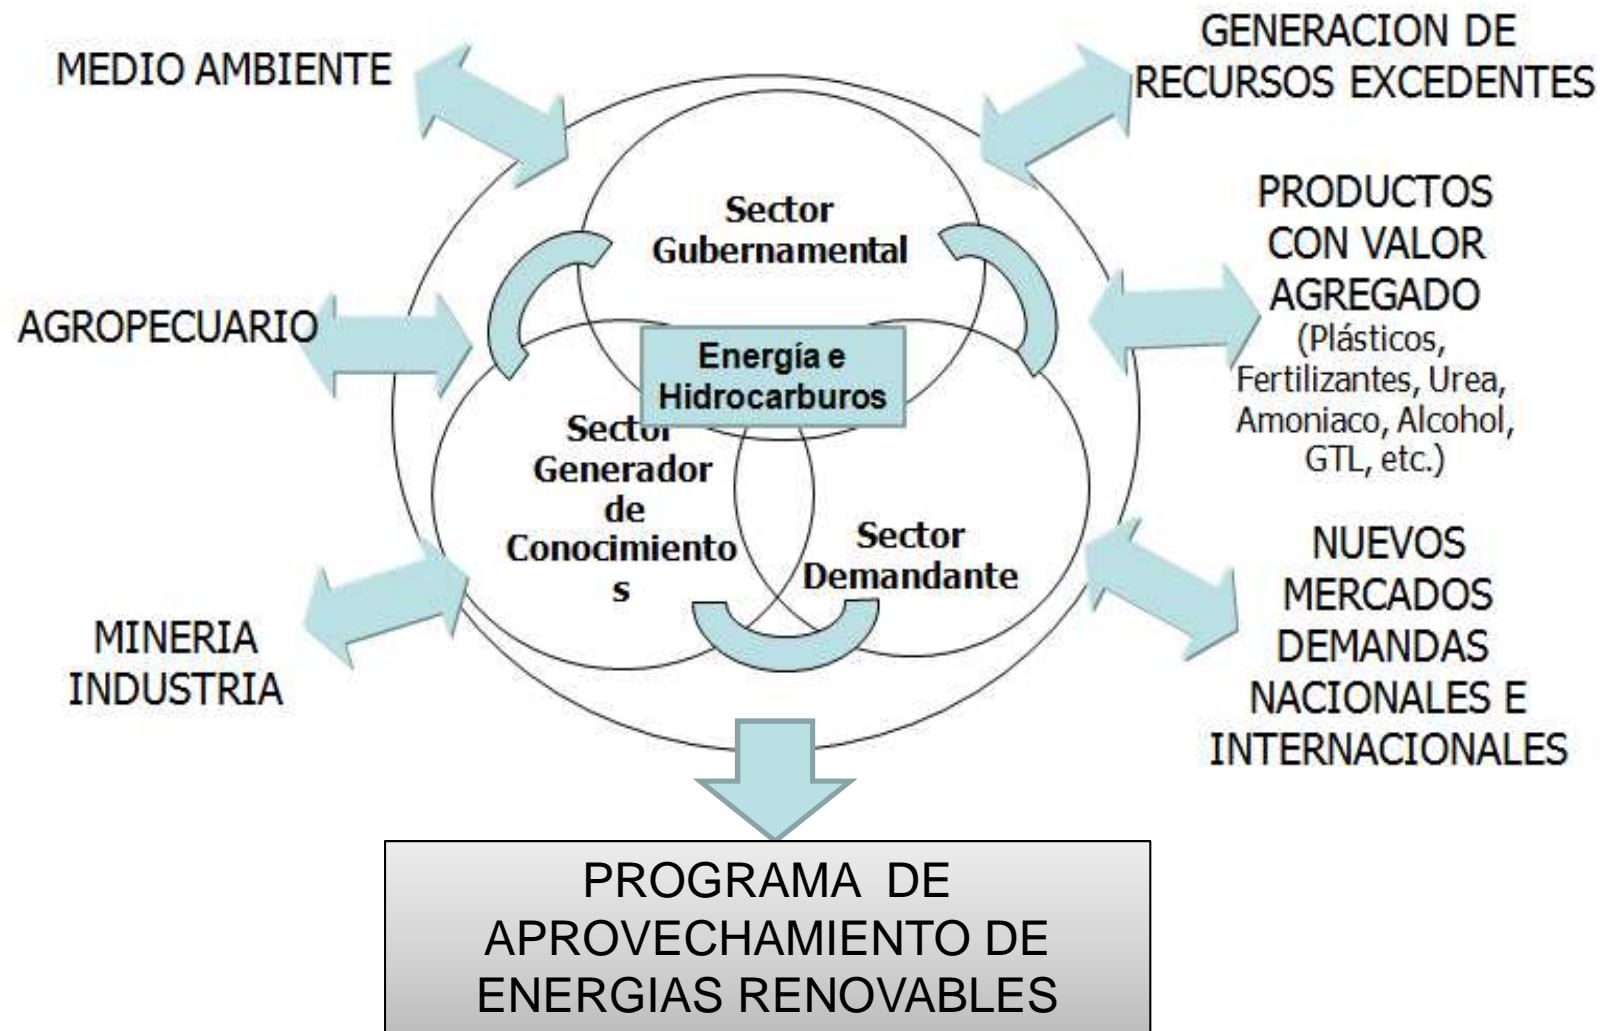 MEDIO AMBIENTE
GENERACION DE
RECURSOS EXCEDENTES
AGROPECUARIO
MINERIA
INDUSTRIA
Sector
Gubernamental
Energía e
Hidrocarburos
Sector
Generador
de
Conocimiento
s
Sector
Demandante
PRODUCTOS
CON VALOR
AGREGADO
(Plásticos,
Fertilizantes, Urea,
Amoniaco, Alcohol,
GTL, etc.)
NUEVOS
MERCADOS
DEMANDAS
NACIONALES E
INTERNACIONALES
PROGRAMA DE
APROVECHAMIENTO DE
ENERGIAS RENOVABLES